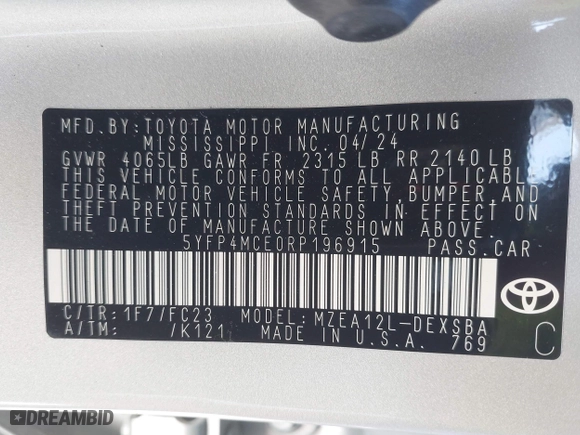 MFD.BY:TOYOTA MOTOR MANUFACTURING
MISSISSIPPI INC. 04/24
GVWR 4065LB GAWR FR 2315 LB RR 2140 LB
THIS VEHICLE CONFORMS TO ALL APPLICABLE
FEDERAL MOTOR VEHICLE SAFETY,BUMPER,AND
THEFT PREVENTION STANDARDS IN EFFECT ON
THE DATE OF MANUFACTURE SHOWN ABOVE.
5YFP4MCE0RP196915 PASS.CAR
C/TR: 1F7/FC23 MODEL: MZEA12L-DEXSBA
A/TM: /K121 MADE IN U.S.A. 769
C
DREAMBID